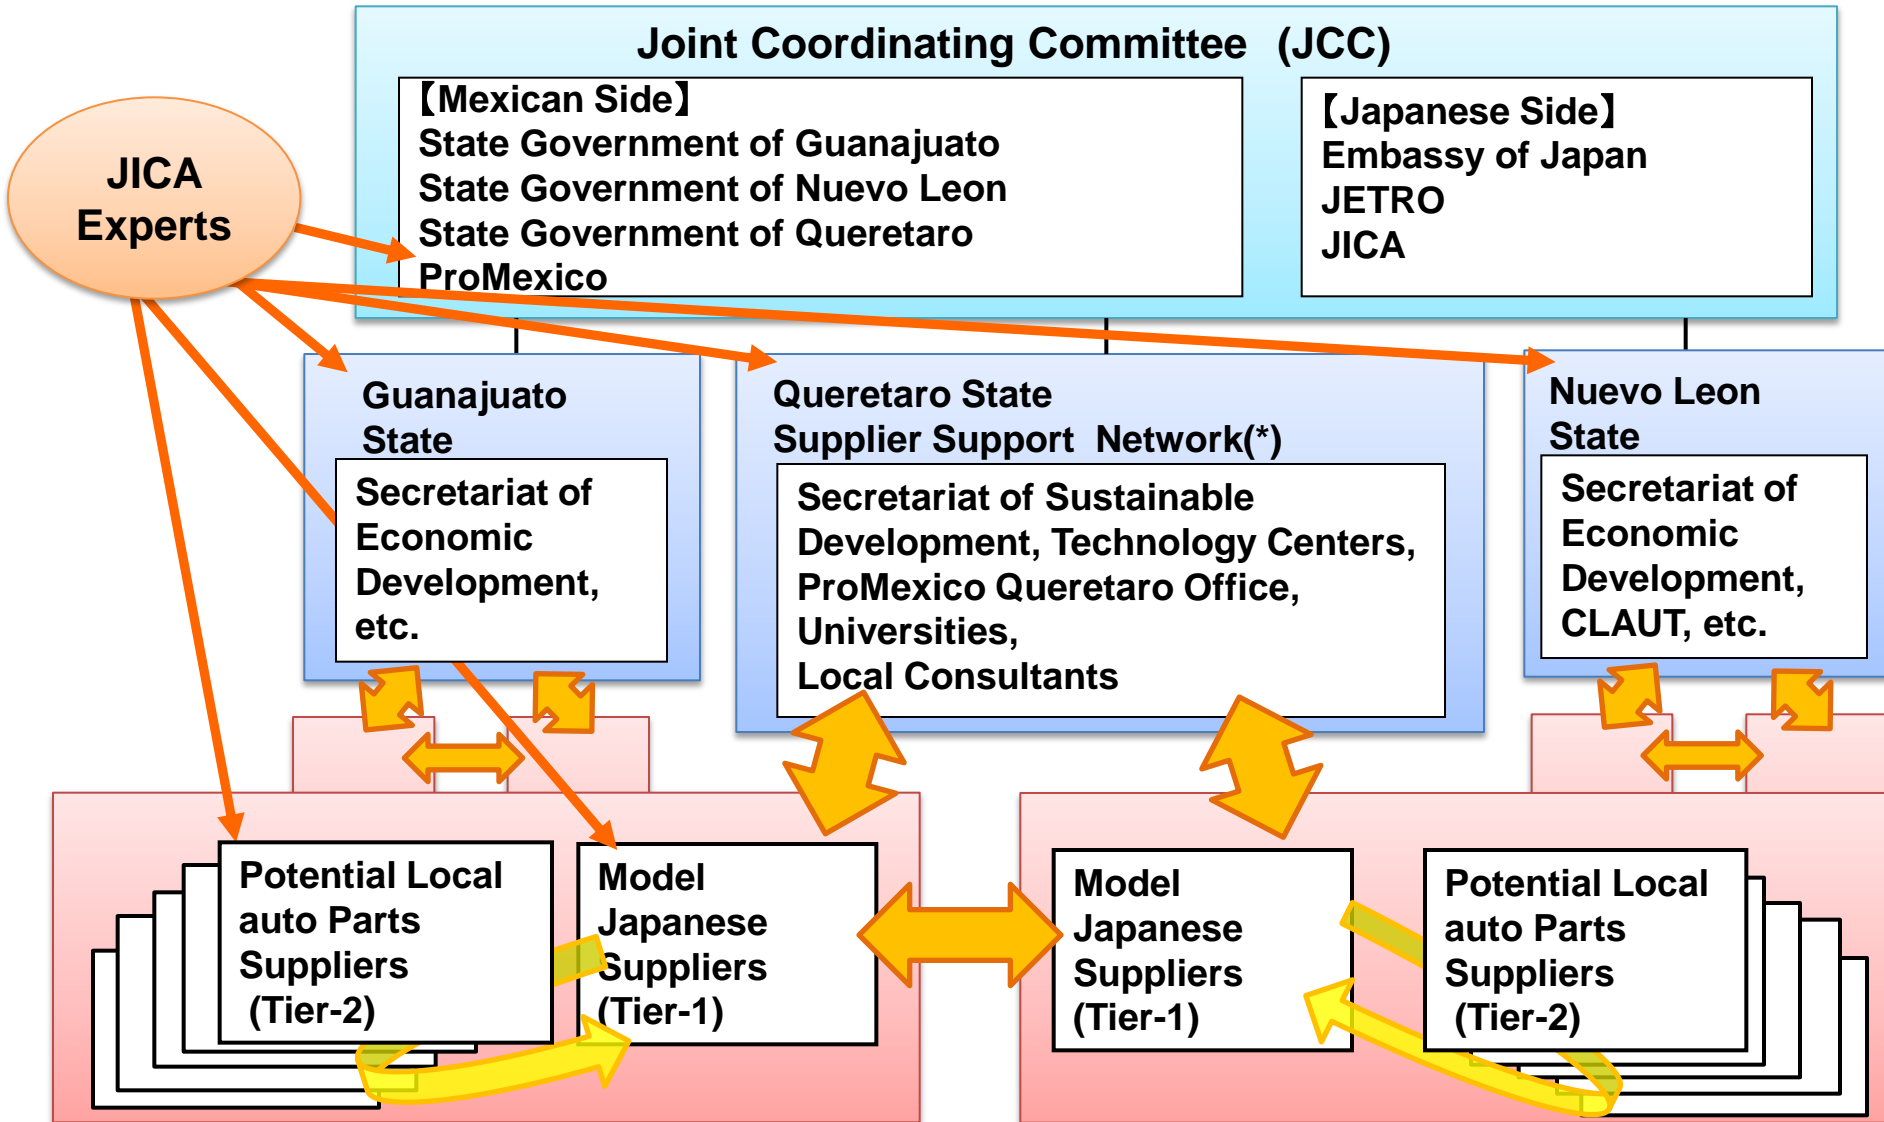 Joint Coordinating Committee (JCC)
【Mexican Side】
State Government of Guanajuato
State Government of Nuevo Leon
State Government of Queretaro
ProMexico
【Japanese Side】
Embassy of Japan
JETRO
JICA
JICA
Experts
Guanajuato
State
Secretariat of
Economic
Development,
etc.
Queretaro State
Supplier Support Network(*)
Secretariat of Sustainable
Development, Technology Centers,
ProMexico Queretaro Office,
Universities,
Local Consultants
Nuevo Leon
State
Secretariat of
Economic
Development,
CLAUT, etc.
Potential Local
auto Parts
Suppliers
(Tier-2)
Model
Japanese
Suppliers
(Tier-1)
Model
Japanese
Suppliers
(Tier-1)
Potential Local
auto Parts
Suppliers
(Tier-2)